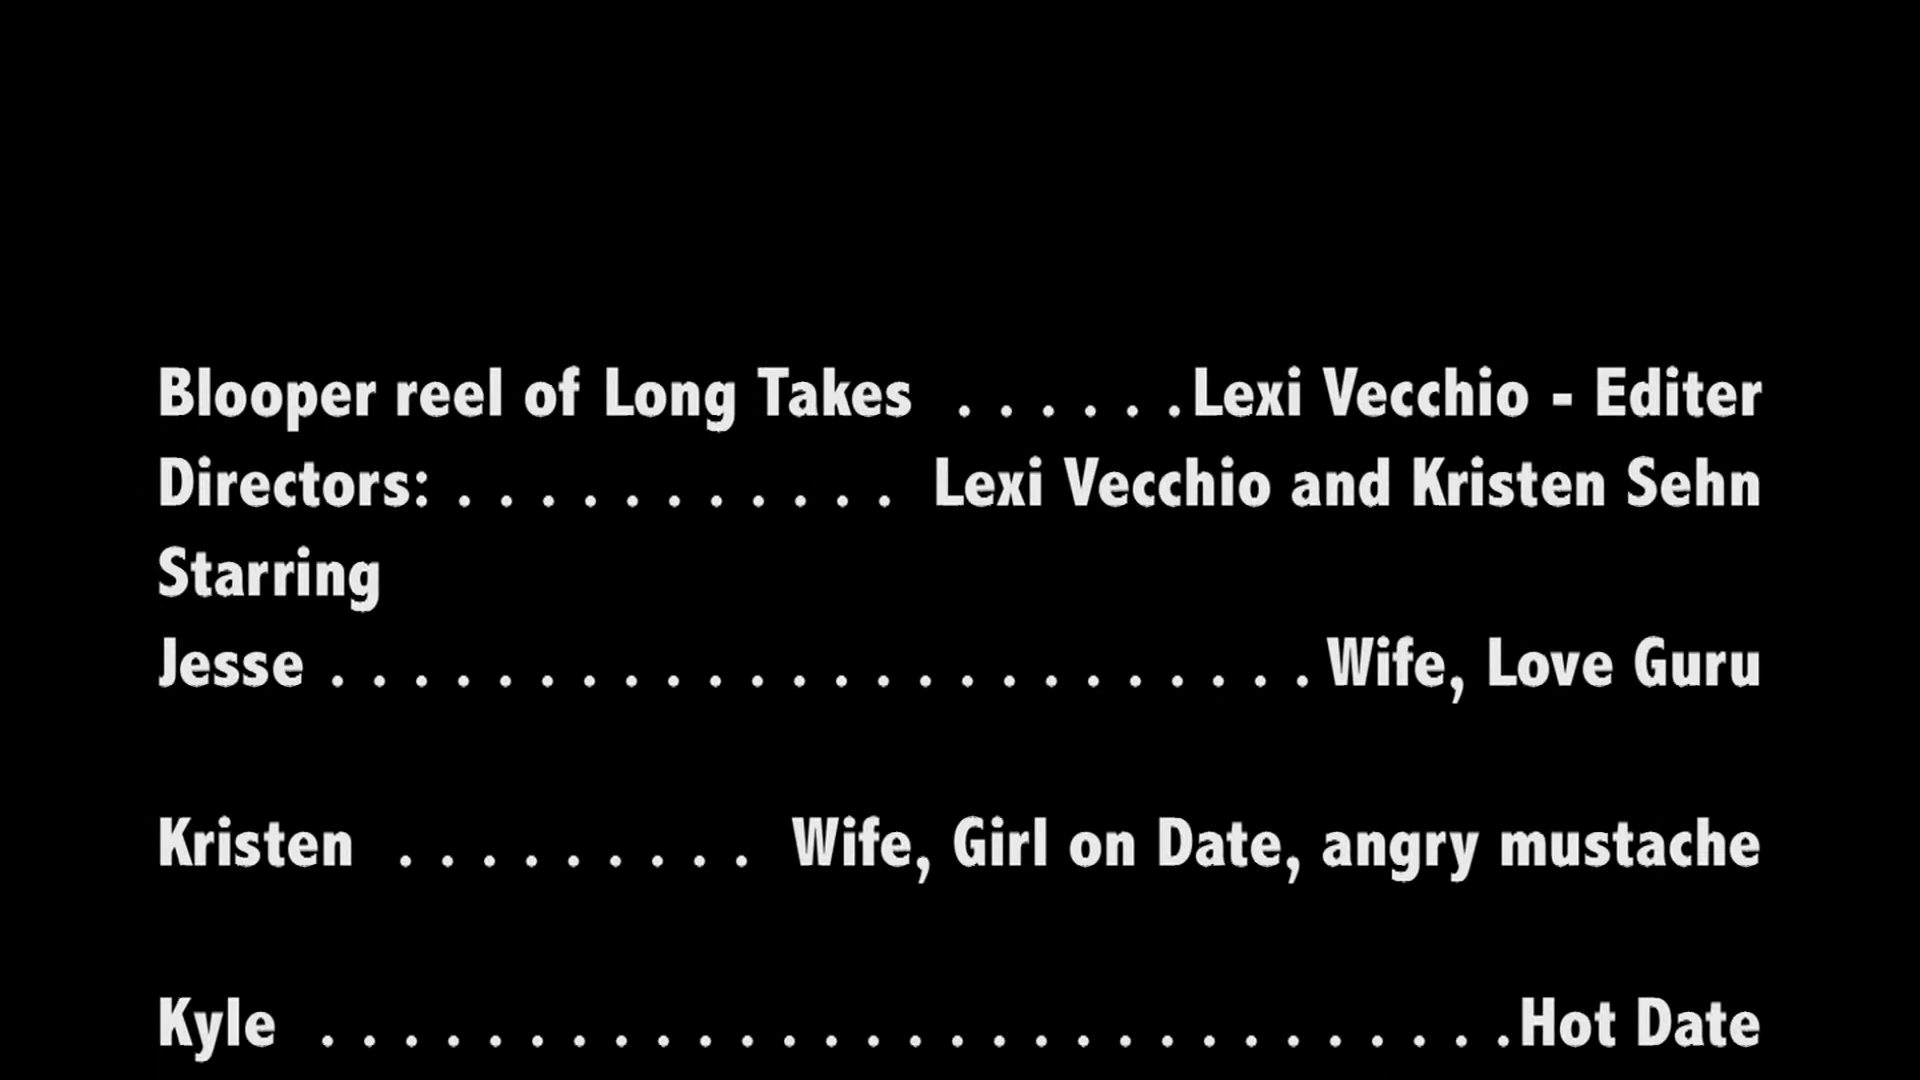 Blooper reel of Long Takes . . . . . . Lexi Vecchio - Editer
Directors: . . . . . . . . . . . Lexi Vecchio and Kristen Sehn
Starring
Jesse . . . . . . . . . . . . . . . . . . . . . . . . Wife, Love Guru
Kristen . . . . . . . . . Wife, Girl on Date, angry mustache
Kyle . . . . . . . . . . . . . . . . . . . . . . . . . . . . . Hot Date